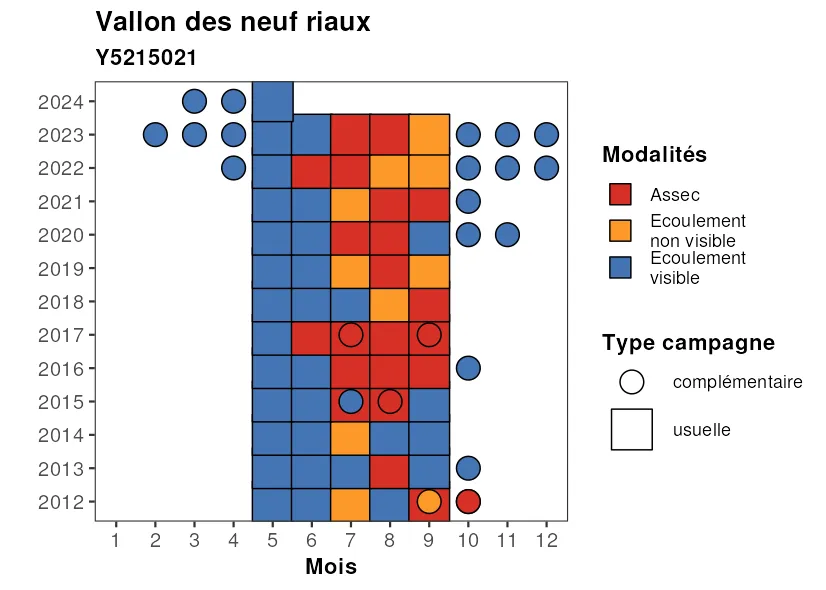 Vallon des neuf riaux
Y5215021
2024
2023
2022
2021
2020
2019
2018
2017
2016
2015
2014
2013
2012
1 2 3 4 5 6 7 8 9 10 11 12
Mois
Modalités
Assec
Ecoulement
non visible
Ecoulement
visible
Type campagne
complémentaire
usuelle